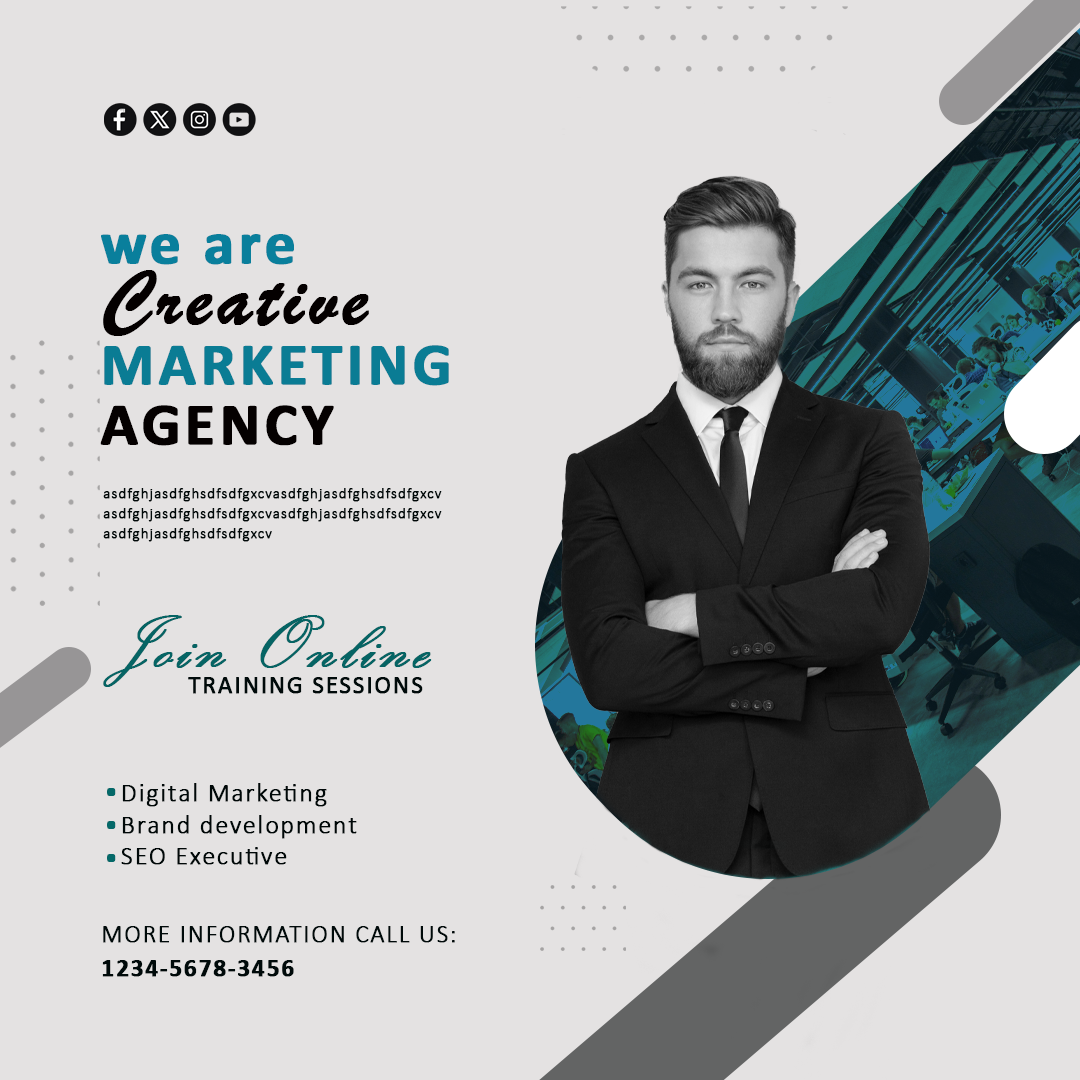 we are
Creative
MARKETING
AGENCY
asdfghjasdfghsdfsdfgxcvasdfghjasdfghsdfsdfgxcv
asdfghjasdfghsdfsdfgxcvasdfghjasdfghsdfsdfgxcv
asdfghjasdfghsdfsdfgxcv
Join Online
TRAINING SESSIONS
Digital Marketing
Brand development
SEO Executive
MORE INFORMATION CALL US:
1234-5678-3456